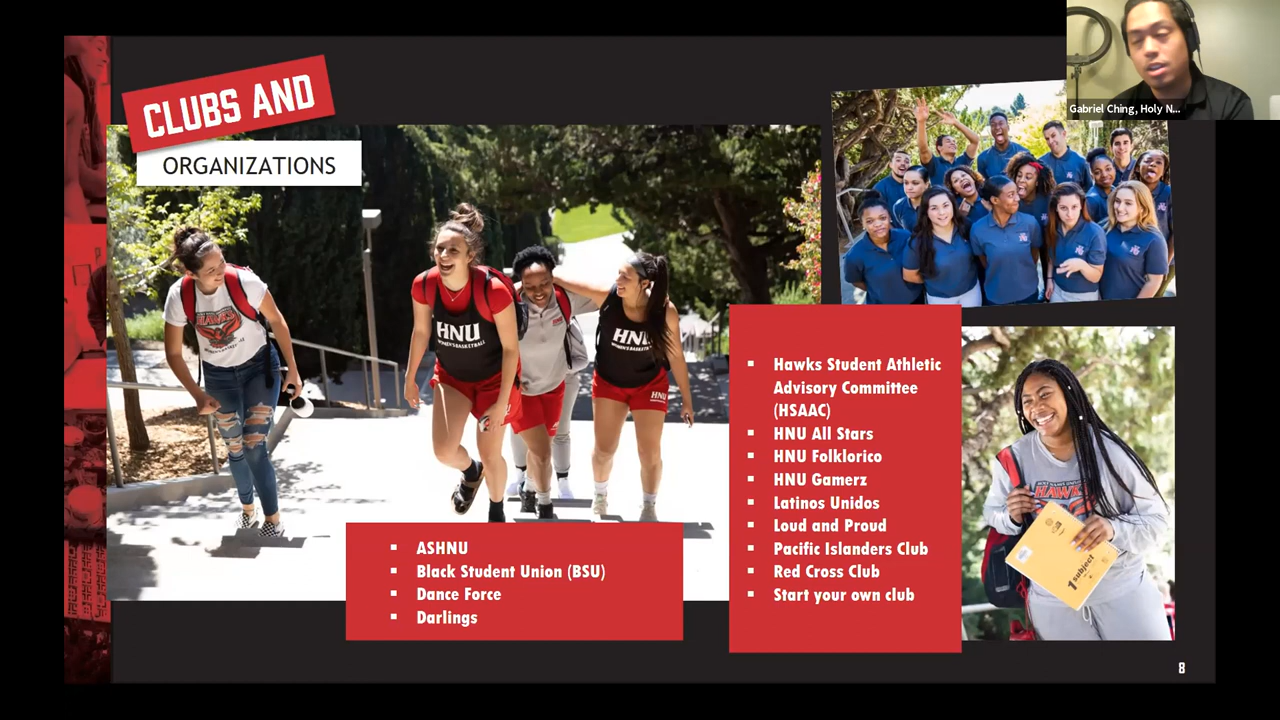 CLUBS AND
ORGANIZATIONS
Gabriel Ching, Holy N...
HAWKS
HNU
WOMEN'S BASKETBALL
HNU
WOMEN'S BASKETBALL
HNU
▪ ASHNU
▪ Black Student Union (BSU)
▪ Dance Force
▪ Darlings
▪ Hawks Student Athletic
Advisory Committee
(HSAAC)
▪ HNU All Stars
▪ HNU Folklorico
▪ HNU Gamerz
▪ Latinos Unidos
▪ Loud and Proud
▪ Pacific Islanders Club
▪ Red Cross Club
▪ Start your own club
HAWKS
1 subject
8